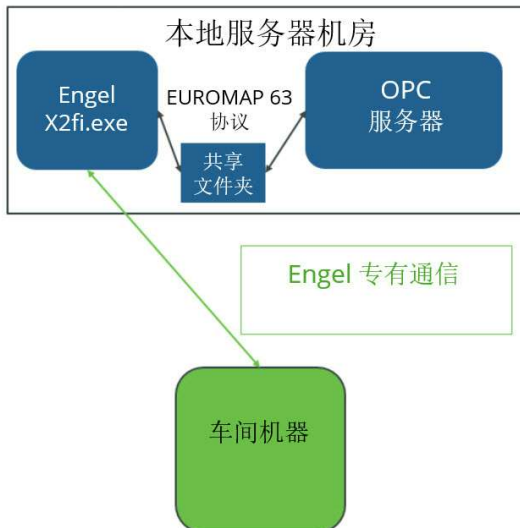 本地服务器机房
Engel
X2fi.exe
EUROMAP 63
协议
共享
文件夹
OPC
服务器
Engel 专有通信
车间机器